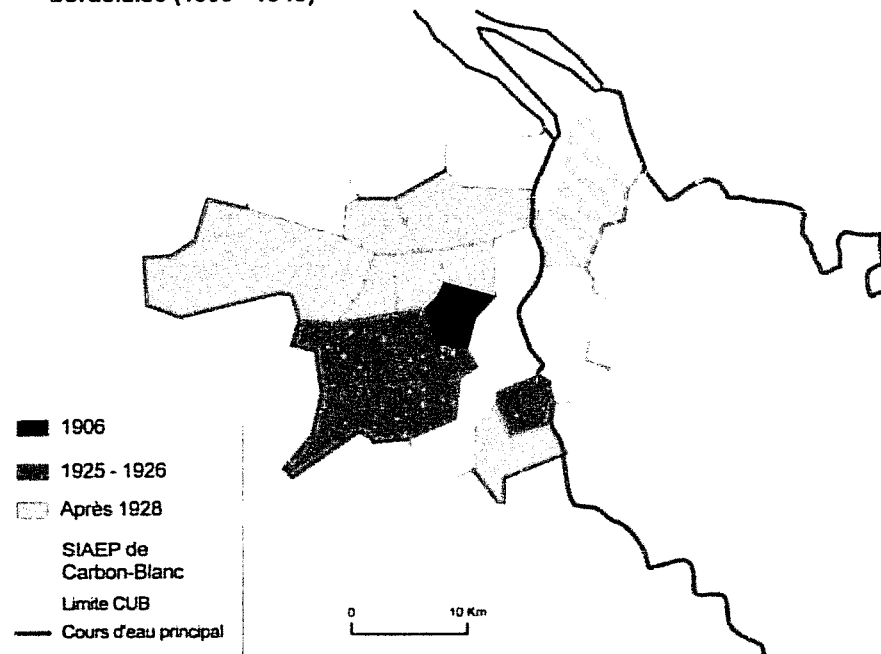 1906
1925 - 1926
Après 1928
SIAEP de
Carbon-Blanc
Limite CUB
Cours d'eau principal
0 10 Km